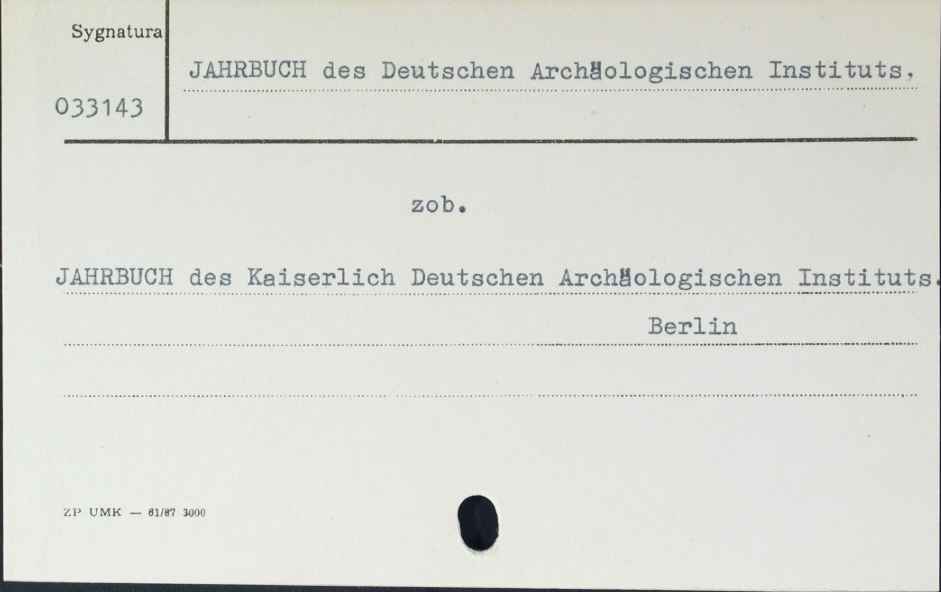 Sygnatura
JAHRBUCH des Deutschen Archäologischen Instituts.
033143
zob.
JAHRBUCH des Kaiserlich Deutschen Archäologischen Instituts.
Berlin
ZP UMK — 81/87 3000